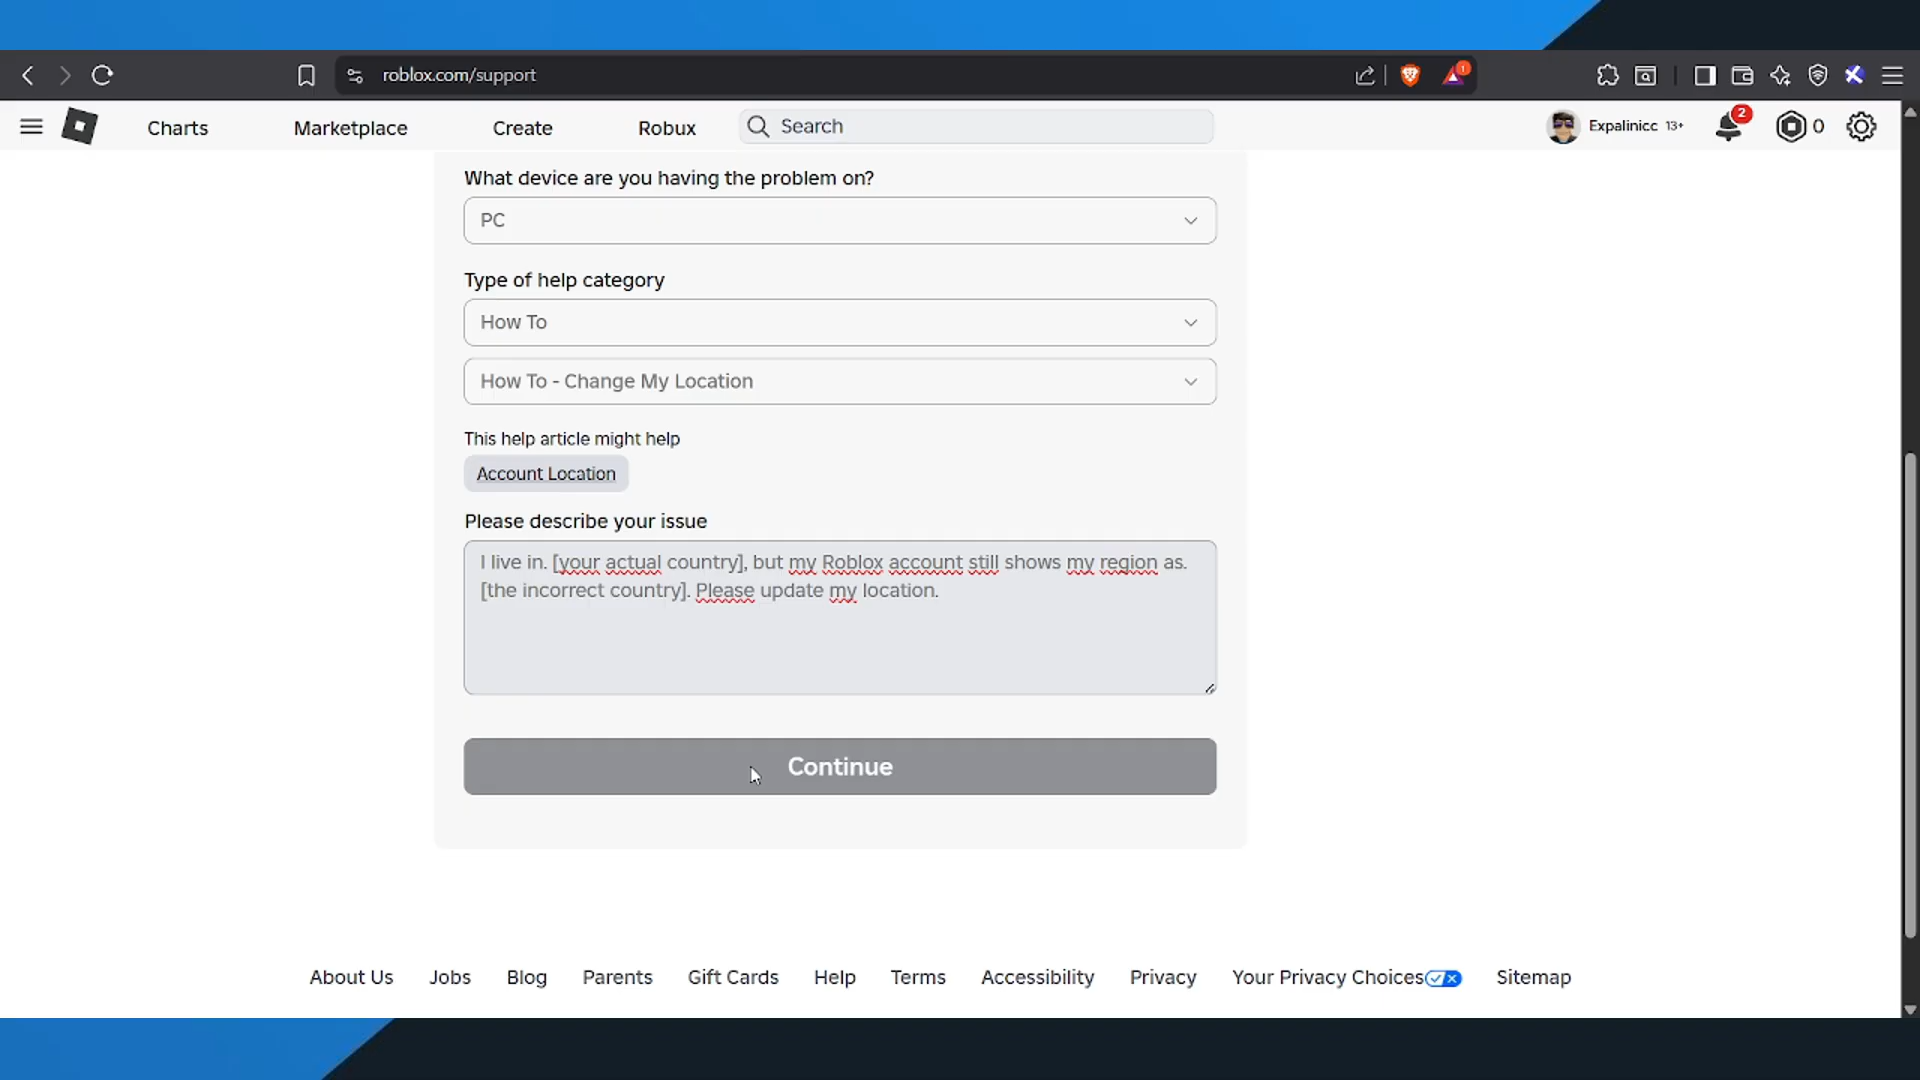 roblox.com/support
1
Charts
Marketplace
Create
Robux
Search
Expalinicc 13+
2
0
What device are you having the problem on?
PC
Type of help category
How To
How To - Change My Location
This help article might help
Account Location
Please describe your issue
I live in. [your actual country], but my Roblox account still shows my region as.
[the incorrect country]. Please update my location.
Continue
About Us
Jobs
Blog
Parents
Gift Cards
Help
Terms
Accessibility
Privacy
Your Privacy Choices
Sitemap